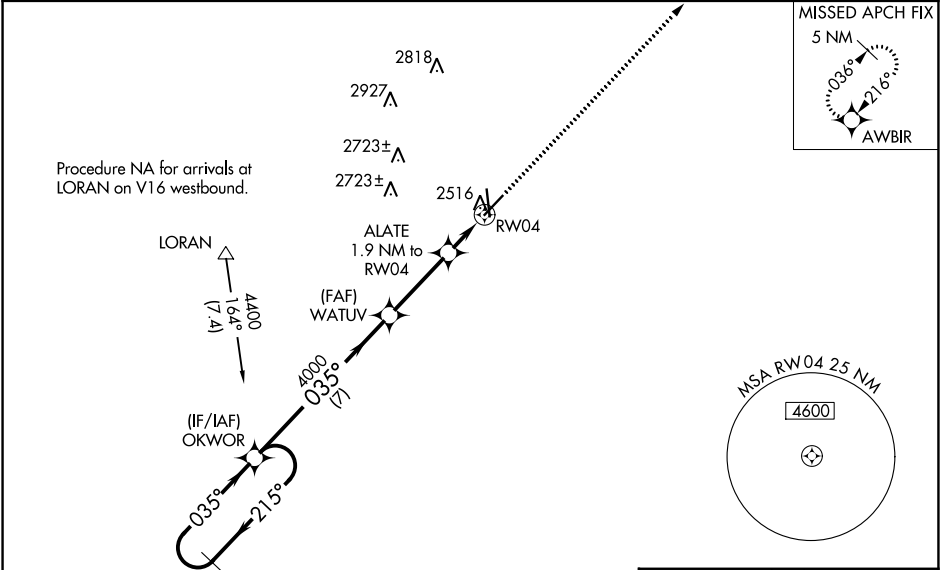 MISSED APCH FIX
5 NM
036°
216°
AWBIR
2818
2927
2723±
2723±
2516
RW04
Procedure NA for arrivals at
LORAN on V16 westbound.
LORAN
4400
164°
(7.4)
ALATE
1.9 NM to
RW04
(FAF)
WATUV
4000
035°
(7)
(IF/IAF)
OKWOR
035°
215°
MSA RW04 25 NM
4600